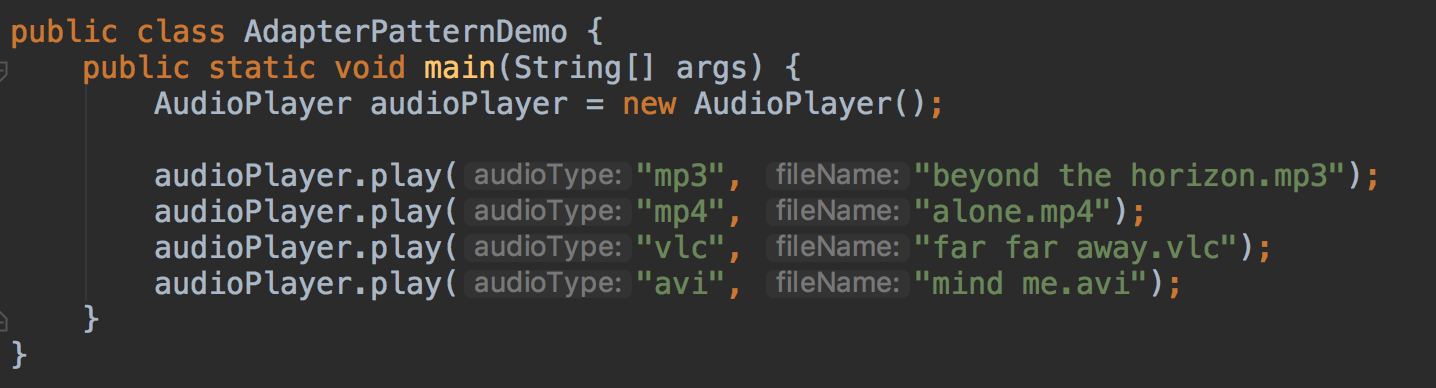 public class AdapterPatternDemo {
public static void main(String[] args) {
AudioPlayer audioPlayer = new AudioPlayer();
audioPlayer.play( audioType: "mp3", fileName: "beyond the horizon.mp3");
audioPlayer.play( audioType: "mp4", fileName: "alone.mp4");
audioPlayer.play( audioType: "vlc", fileName: "far far away.vlc");
audioPlayer.play( audioType: "avi", fileName: "mind me.avi");
}
}